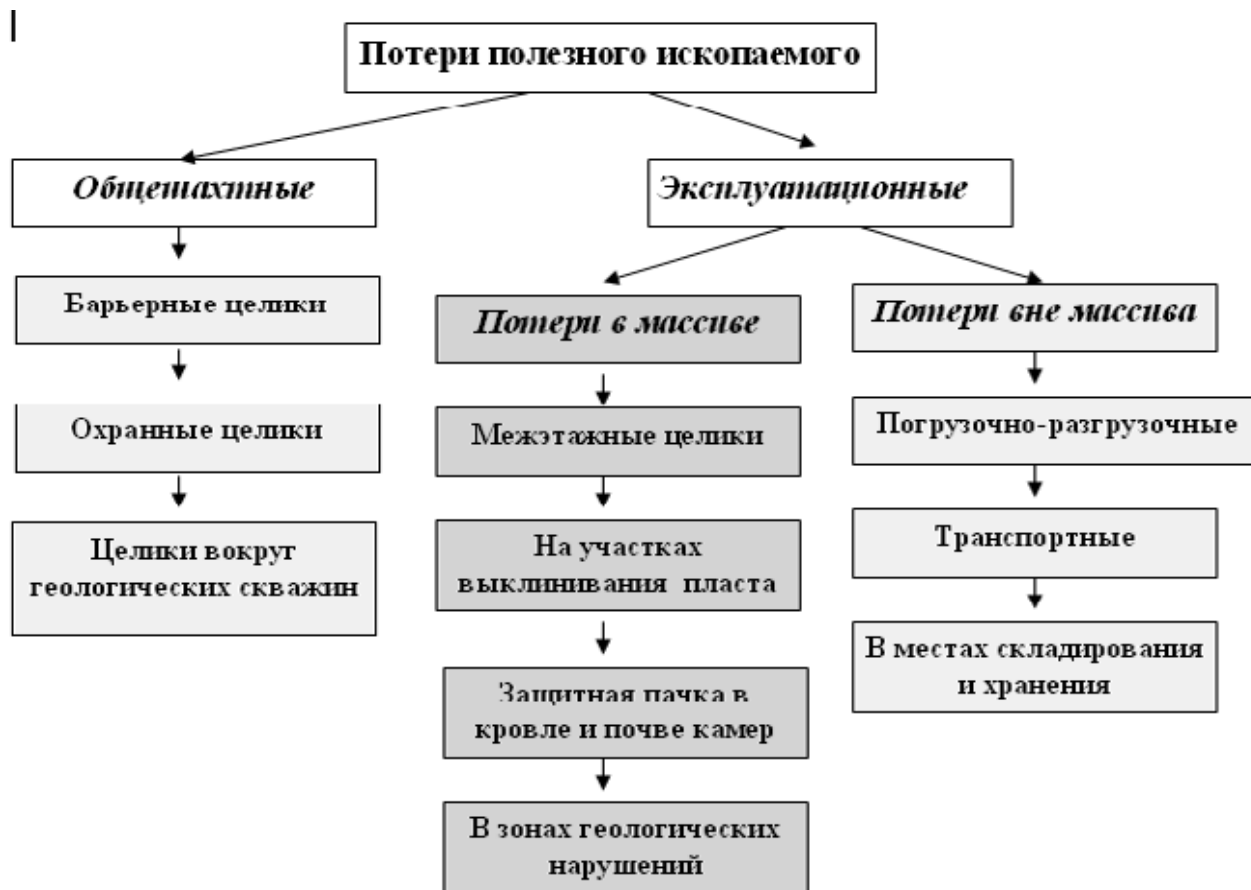 Потери полезного ископаемого
Общешахтные
Эксплуатационные
Барьерные целики
Охранные целики
Целики вокруг
геологических скважин
Потери в массиве
Межэтажные целики
На участках
выклинивания пласта
Защитная пачка в
кровле и почве камер
В зонах геологических
нарушений
Потери вне массива
Погрузочно-разгрузочные
Транспортные
В местах складирования
и хранения